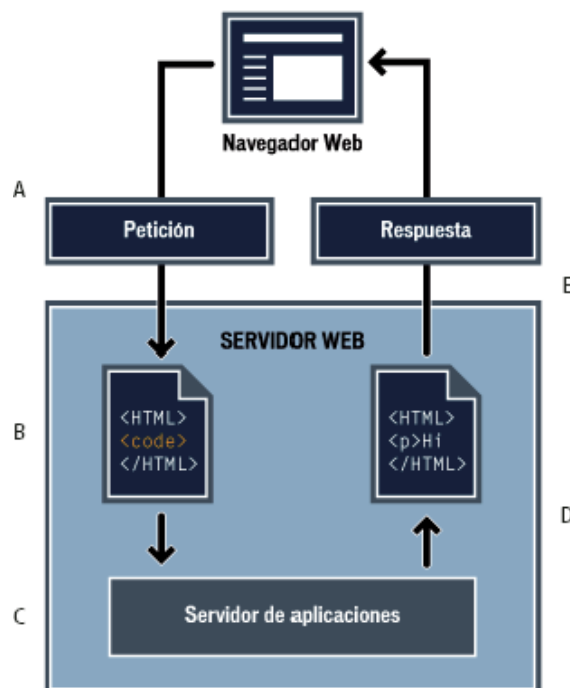 Navegador Web
A
Petición
Respuesta
E
SERVIDOR WEB
<HTML>
<code>
</HTML>
<HTML>
<p>Hi
</HTML>
B
D
C
Servidor de aplicaciones